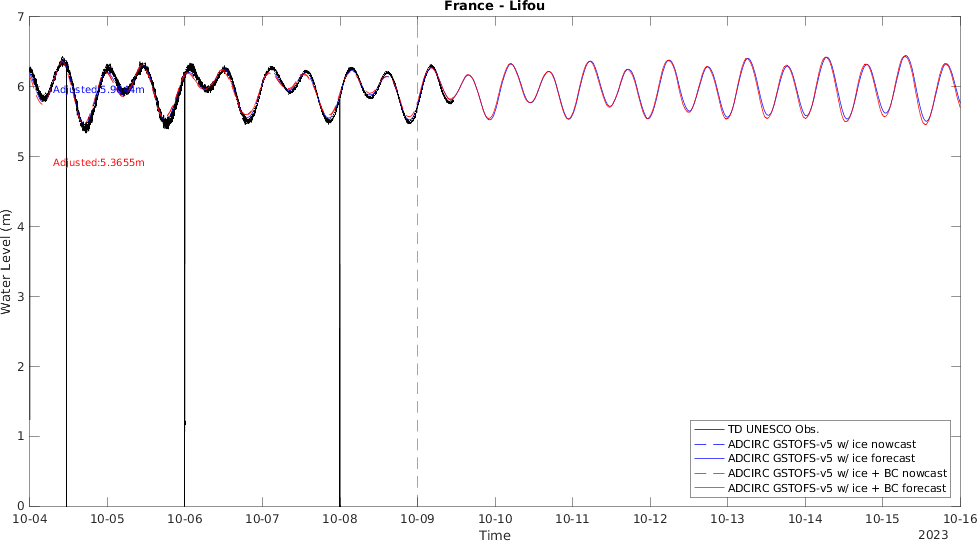 France - Lifou
7
6
5
4
3
2
1
0
Water Level (m)
Adjusted:5.3655m
TD UNESCO Obs.
ADCIRC GSTOFS-v5 w/ ice nowcast
ADCIRC GSTOFS-v5 w/ ice forecast
ADCIRC GSTOFS-v5 w/ ice + BC nowcast
ADCIRC GSTOFS-v5 w/ ice + BC forecast
10-04 10-05 10-06 10-07 10-08 10-09 10-10 10-11 10-12 10-13 10-14 10-15 10-16
Time
2023